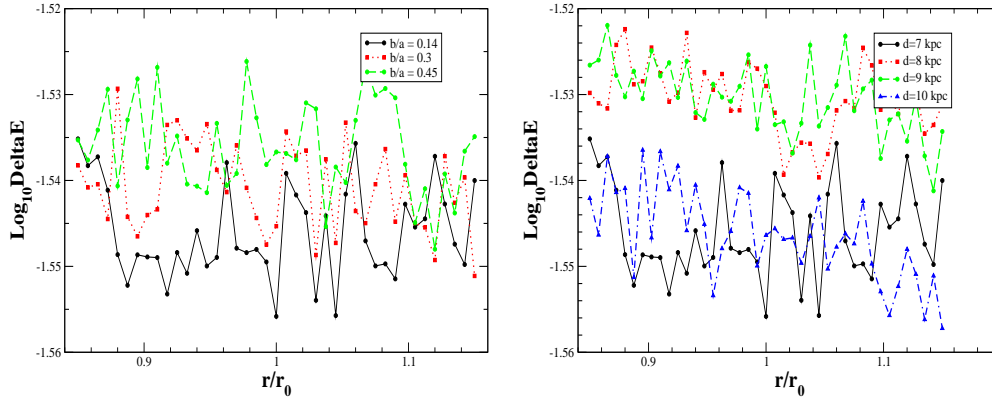 -1.52
-1.53
-1.54
-1.55
-1.56
Log10DeltaE
0.9
1
1.1
r/r0
b/a = 0.14
b/a = 0.3
b/a = 0.45
-1.52
-1.53
-1.54
-1.55
-1.56
Log10DeltaE
0.9
1
1.1
r/r0
d=7 kpc
d=8 kpc
d=9 kpc
d=10 kpc